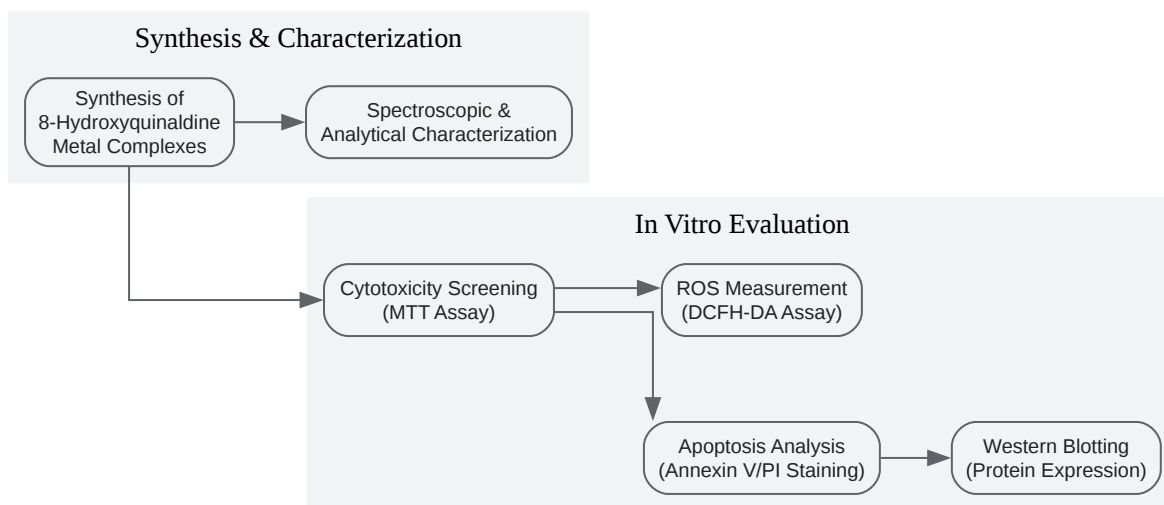 Synthesis & Characterization
Synthesis of
8-Hydroxyquinaldine
Metal Complexes
Spectroscopic &
Analytical Characterization
In Vitro Evaluation
Cytotoxicity Screening
(MTT Assay)
ROS Measurement
(DCFH-DA Assay)
Apoptosis Analysis
(Annexin V/PI Staining)
Western Blotting
(Protein Expression)